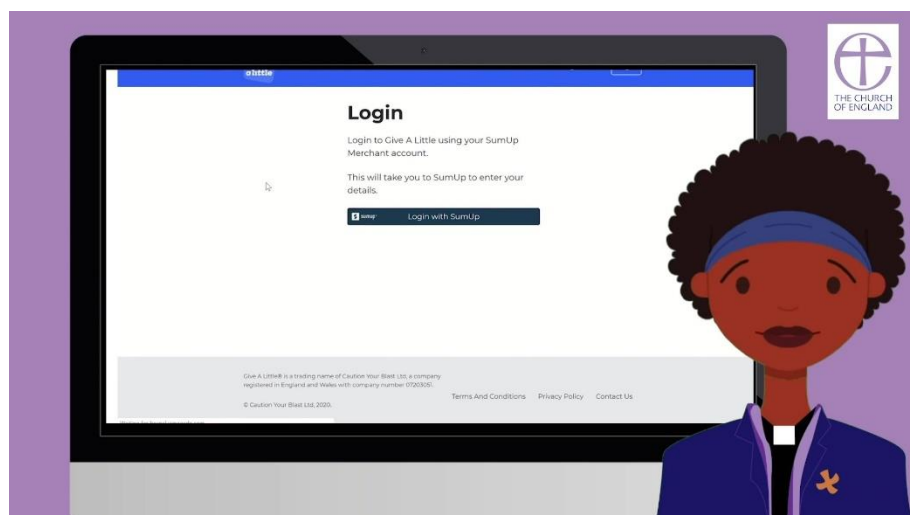 a little
THE CHURCH
OF ENGLAND
Login
Login to Give A Little using your SumUp
Merchant account.
This will take you to SumUp to enter your
details.
sumup Login with SumUp
Give A Little® is a trading name of Caution Your Blast Ltd, a company
registered in England and Wales with company number 07203051.
© Caution Your Blast Ltd, 2020.
Terms And Conditions Privacy Policy Contact Us